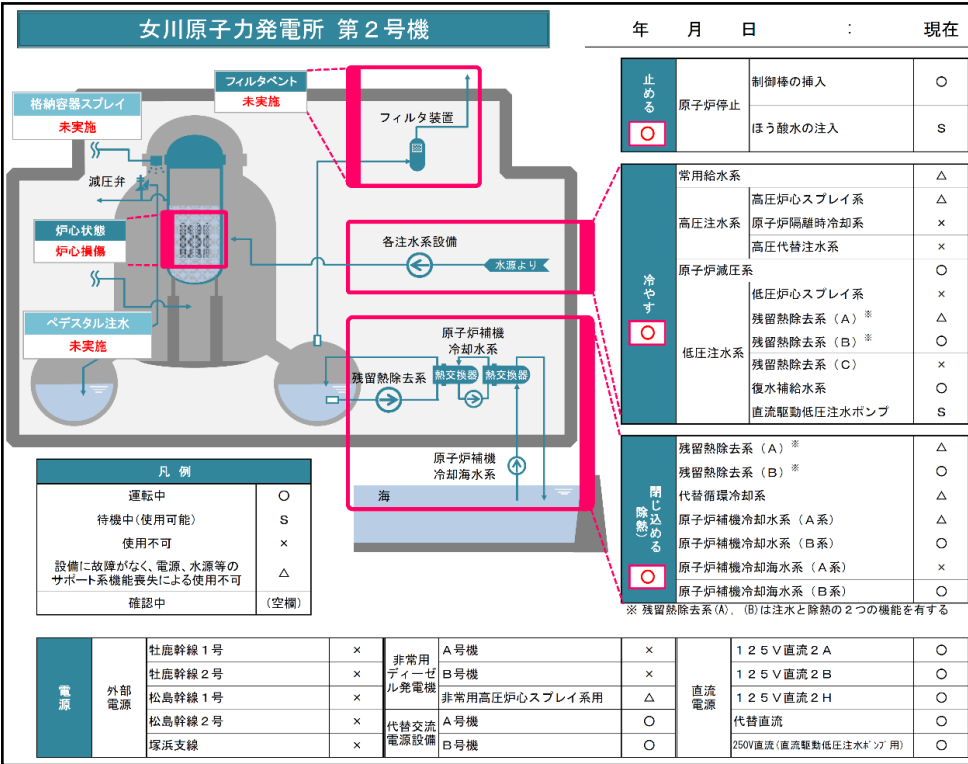 女川原子力発電所 第２号機
年 月 日 : 現在
フィルタベント
未実施
格納容器スプレイ
未実施
フィルタ装置
減圧弁
炉心状態
炉心損傷
各注水系設備
水源より
ペデスタル注水
未実施
原子炉補機
冷却水系
残留熱除去系
熱交換器
熱交換器
原子炉補機
冷却海水系
海
凡 例
運転中 ○
待機中(使用可能) S
使用不可 ×
設備に故障がなく、電源、水源等の
サポート系機能喪失による使用不可 △
確認中 (空欄)
止める
○
原子炉停止
制御棒の挿入 ○
ほう酸水の注入 S
冷やす
○
常用給水系 △
高圧注水系
高圧炉心スプレイ系 △
原子炉隔離時冷却系 ×
高圧代替注水系 ×
原子炉減圧系 ○
低圧注水系
低圧炉心スプレイ系 ×
残留熱除去系（A）※ △
残留熱除去系（B）※ ○
残留熱除去系（C） ×
復水補給水系 ○
直流駆動低圧注水ポンプ S
閉じ込める
除熱）
○
残留熱除去系（A）※ △
残留熱除去系（B）※ ○
代替循環冷却系 △
原子炉補機冷却水系（A系） △
原子炉補機冷却水系（B系） ○
原子炉補機冷却海水系（A系） ×
原子炉補機冷却海水系（B系） ○
※ 残留熱除去系(A)、(B)は注水と除熱の２つの機能を有する
電源
外部
電源
牡鹿幹線１号 ×
牡鹿幹線２号 ×
松島幹線１号 ×
松島幹線２号 ×
塚浜支線 ×
非常用
ディーゼ
ル発電機
A号機 ×
B号機 ×
非常用高圧炉心スプレイ系用 △
代替交流
電源設備
A号機 ○
B号機 ○
直流
電源
１２５V直流２A ○
１２５V直流２B ○
１２５V直流２H ○
代替直流 ○
250V直流(直流駆動低圧注水ポンプ用) ○